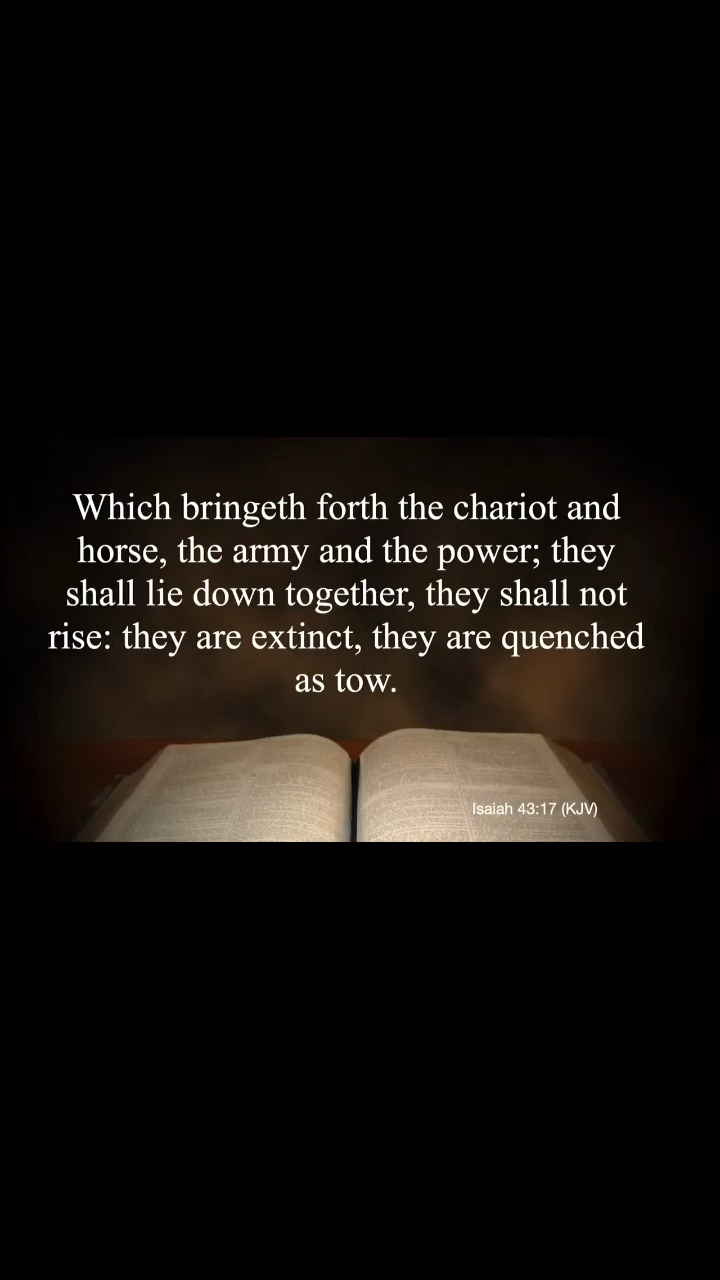 Which bringeth forth the chariot and
horse, the army and the power; they
shall lie down together, they shall not
rise: they are extinct, they are quenched
as tow.
Isaiah 43:17 (KJV)